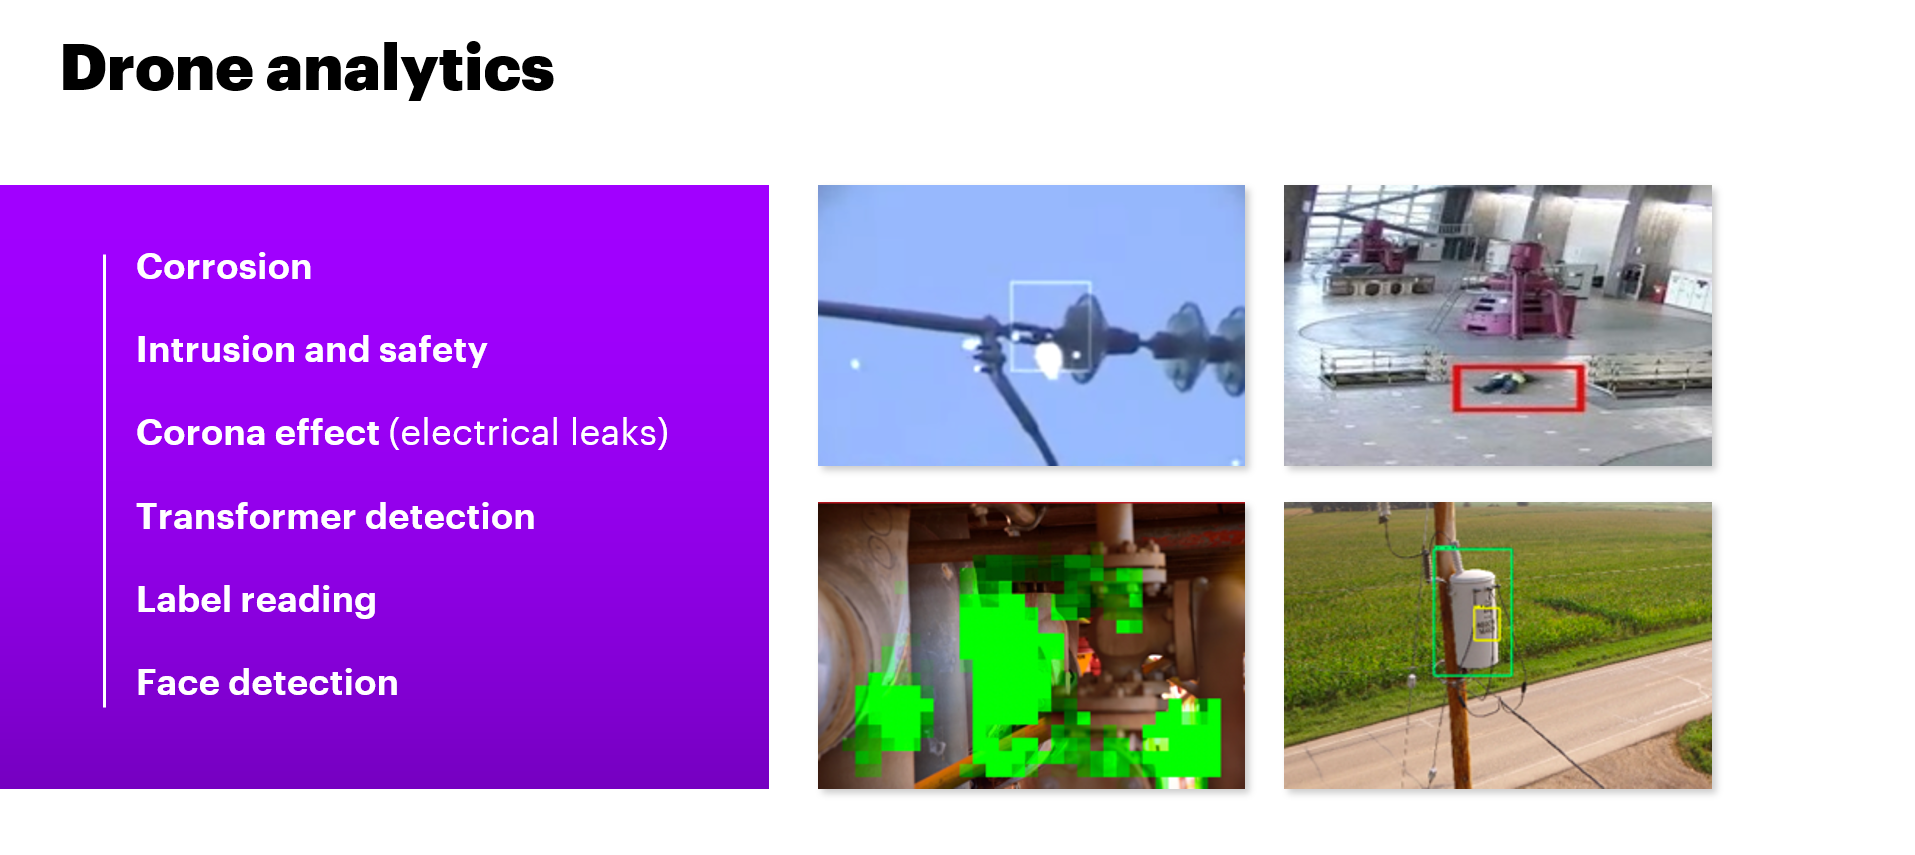 Drone analytics
Corrosion
Intrusion and safety
Corona effect (electrical leaks)
Transformer detection
Label reading
Face detection